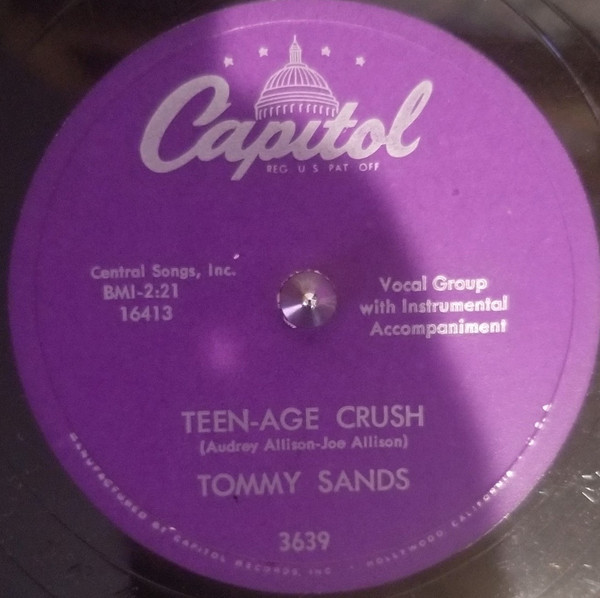 Capitol
REG. U.S. PAT. OFF
Central Songs, Inc.
BMI-2:21
16413
Vocal Group
with Instrumental
Accompaniment
TEEN-AGE CRUSH
(Audrey Allison-Joe Allison)
TOMMY SANDS
3639
MANUFACTURED BY CAPITOL RECORDS, INC. • HOLLYWOOD, CALIFORNIA, U.S.A.